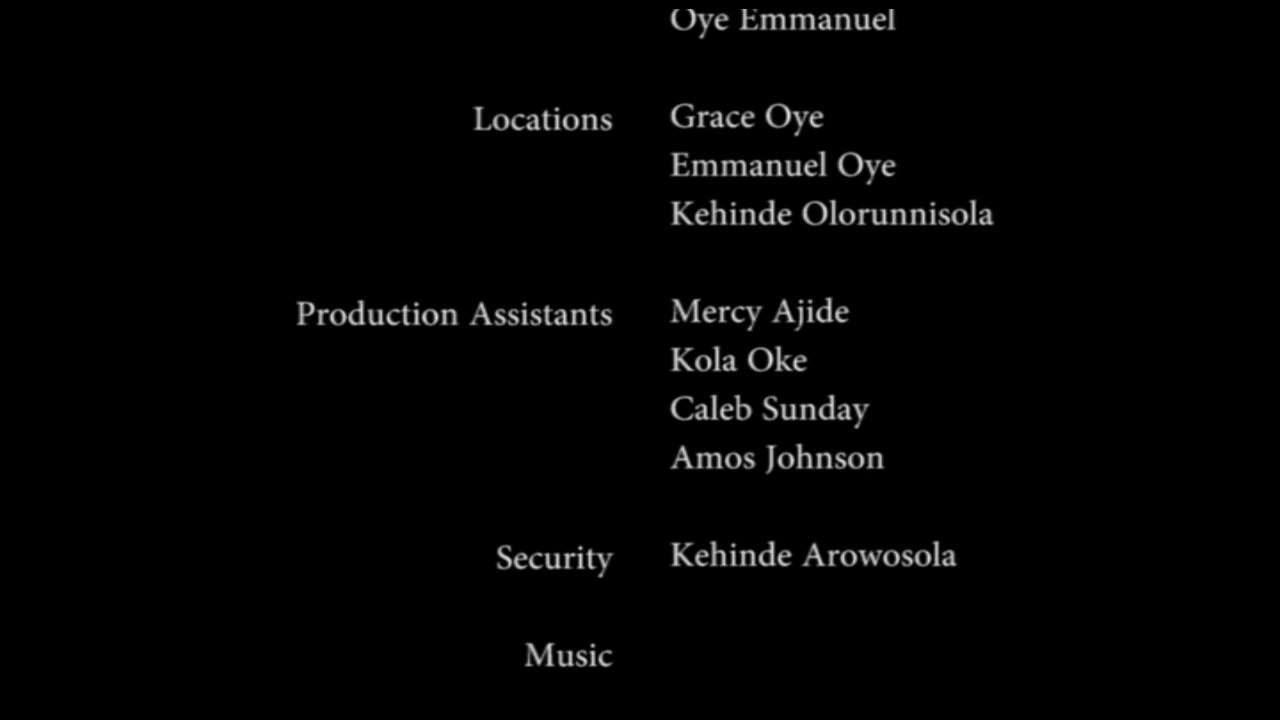 Oye Emmanuel
Locations Grace Oye
Emmanuel Oye
Kehinde Olorunnisola
Production Assistants Mercy Ajide
Kola Oke
Caleb Sunday
Amos Johnson
Security Kehinde Arowosola
Music